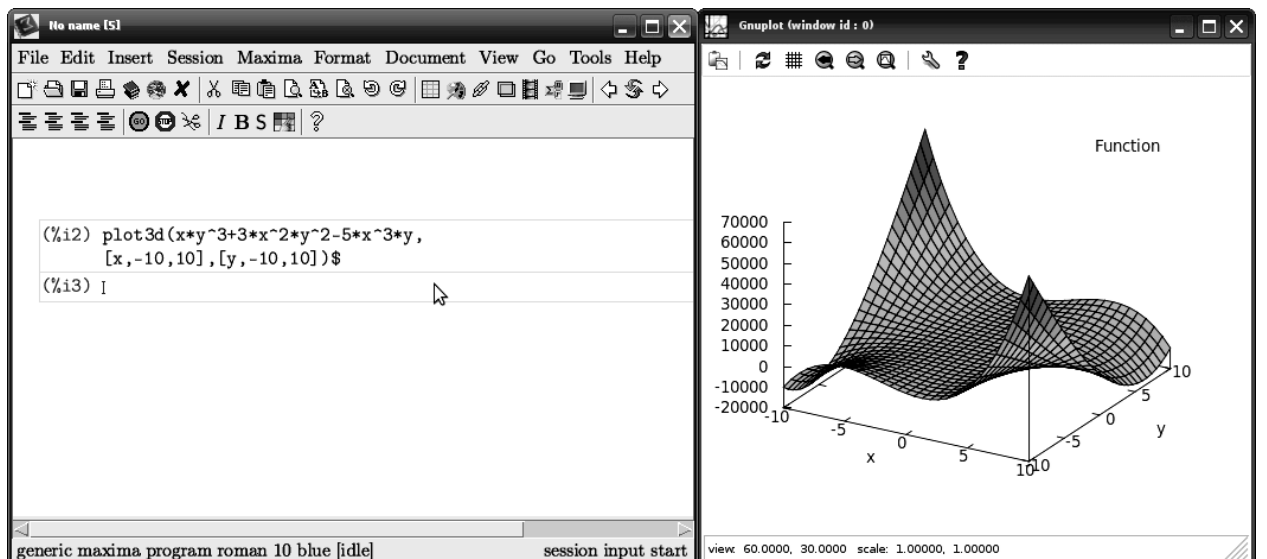 No name [5]
File Edit Insert Session Maxima Format Document View Go Tools Help
GO STOP I B S ?
(%i2) plot3d(x*y^3+3*x^2*y^2-5*x^3*y,
[x,-10,10],[y,-10,10])$
(%i3)
generic maxima program roman 10 blue [idle] session input start
Gnuplot (window id : 0)
?
Function
70000
60000
50000
40000
30000
20000
10000
0
-10000
-20000
-10
-5
0
5
10
x
-10
-5
0
5
10
y
view: 60.0000, 30.0000 scale: 1.00000, 1.00000